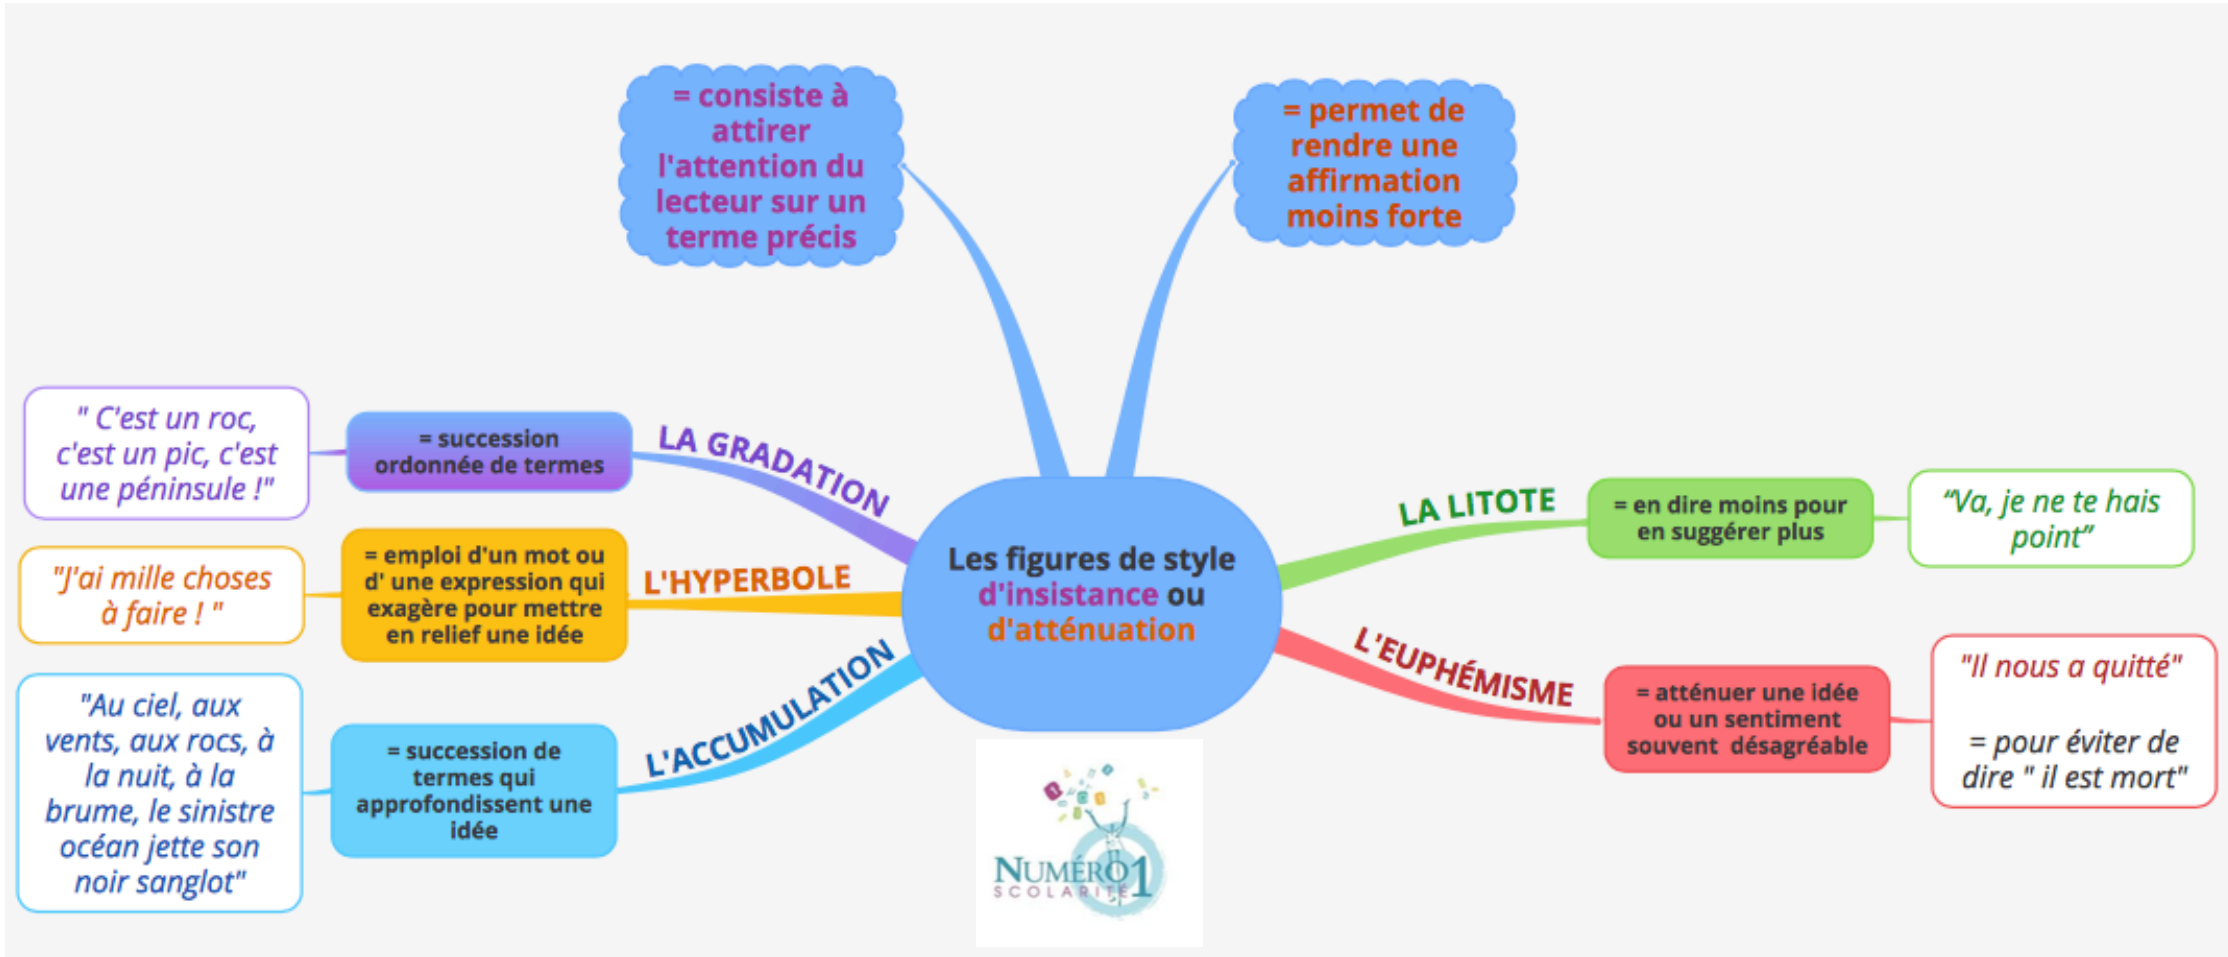 = consiste à
attirer
l'attention du
lecteur sur un
terme précis
= permet de
rendre une
affirmation
moins forte
" C'est un roc,
c'est un pic, c'est
une péninsule !"
= succession
ordonnée de termes
LA GRADATION
"J'ai mille choses
à faire ! "
= emploi d'un mot ou
d' une expression qui
exagère pour mettre
en relief une idée
L'HYPERBOLE
"Au ciel, aux
vents, aux rocs, à
la nuit, à la
brume, le sinistre
océan jette son
noir sanglot"
= succession de
termes qui
approfondissent une
idée
L'ACCUMULATION
Les figures de style
d'insistance ou
d'atténuation
LA LITOTE
= en dire moins pour
en suggérer plus
“Va, je ne te hais
point”
L'EUPHÉMISME
= atténuer une idée
ou un sentiment
souvent  désagréable
"Il nous a quitté"
= pour éviter de
dire " il est mort"
NUMÉRO1
SCOLARITÉ